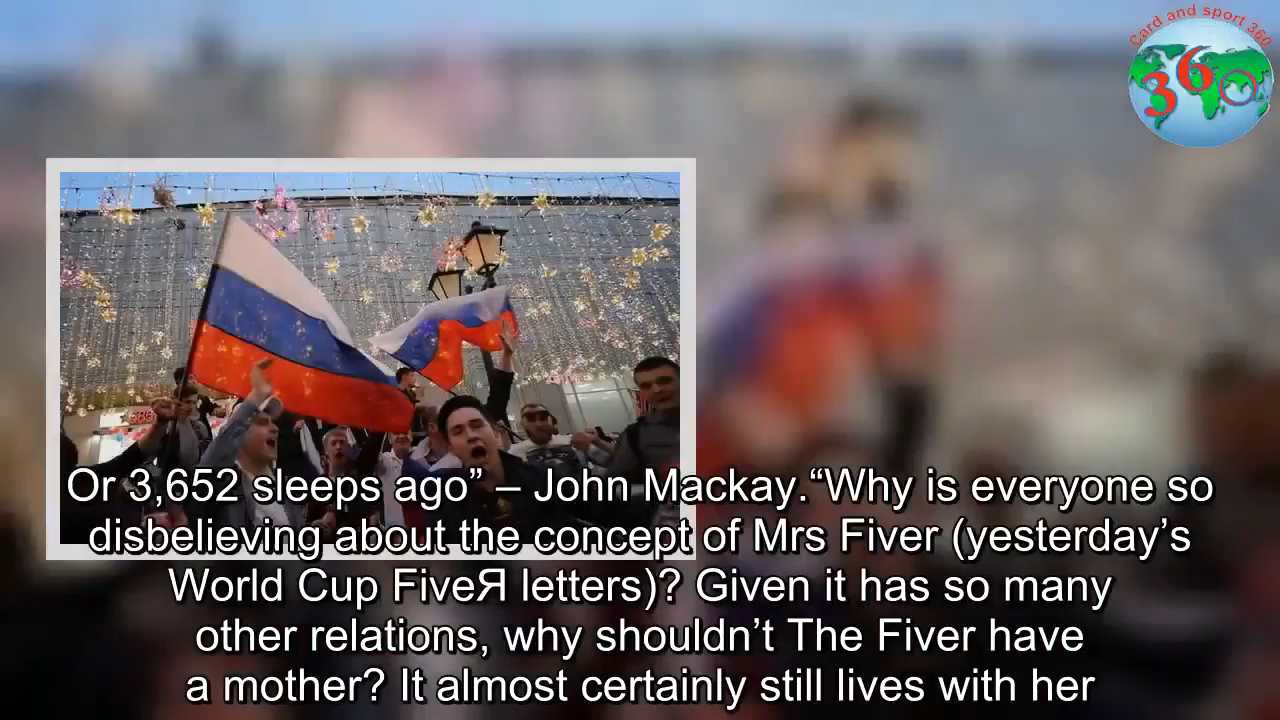 Card and sport 360
360
Or 3,652 sleeps ago” – John Mackay.“Why is everyone so
disbelieving about the concept of Mrs Fiver (yesterday’s
World Cup FiveЯ letters)? Given it has so many
other relations, why shouldn’t The Fiver have
a mother? It almost certainly still lives with her